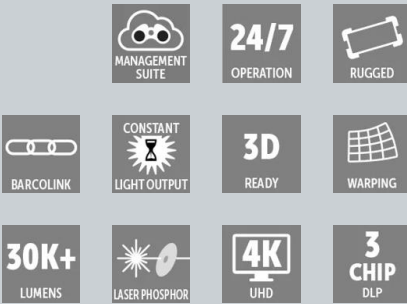 MANAGEMENT
SUITE
24/7
OPERATION
RUGGED
BARCOLINK
CONSTANT
LIGHT OUTPUT
3D
READY
WARPING
30K+
LUMENS
LASER PHOSPHOR
4K
UHD
3
CHIP
DLP